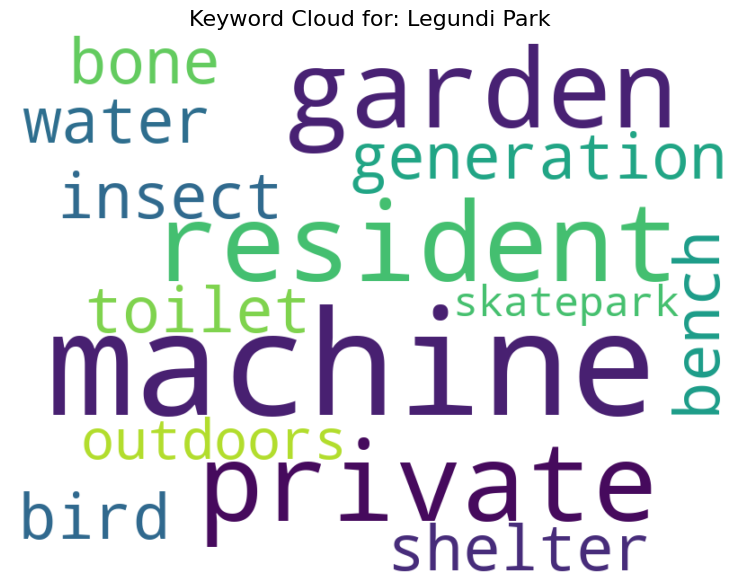 Keyword Cloud for: Legundi Park
bone
garden
water
generation
insect
resident
bench
toilet
skatepark
machine
outdoors
private
bird
shelter